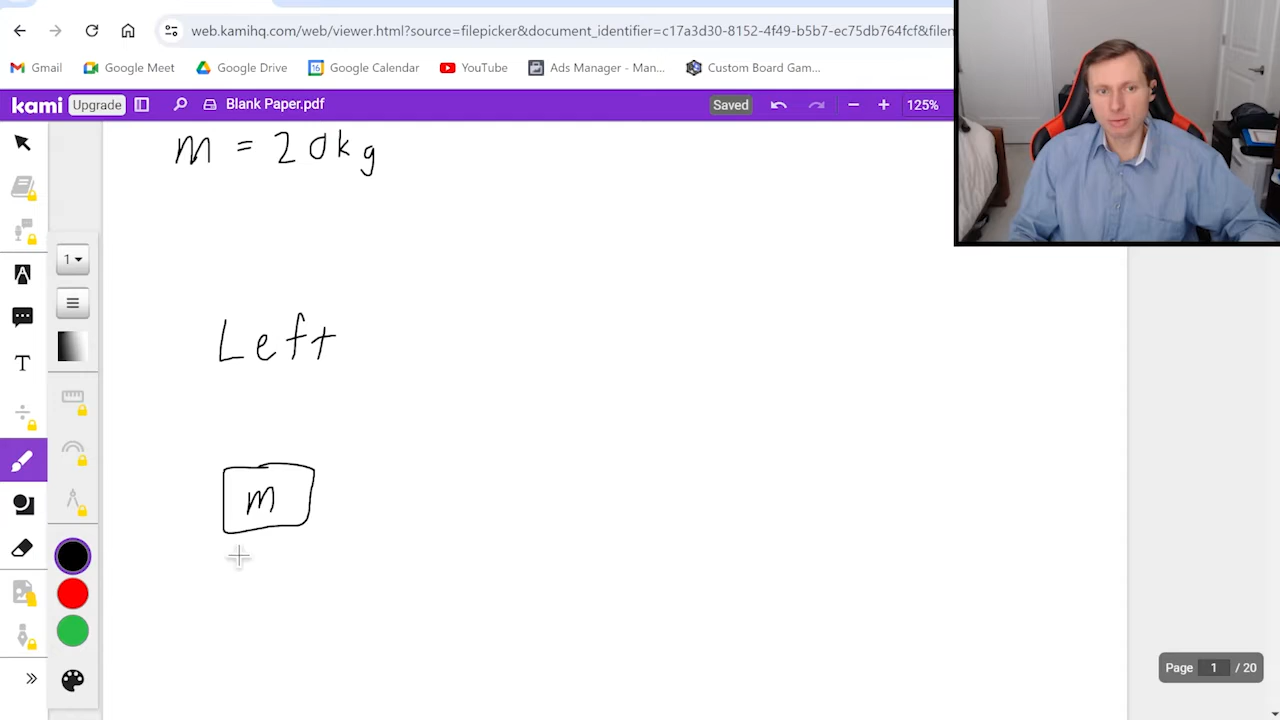 web.kamihq.com/web/viewer.html?source=filepicker&document_identifier=c17a3d30-8152-4f49-b5b7-ec75db764fcf&filen
Gmail Google Meet Google Drive 18 Google Calendar YouTube Ads Manager - Man... Custom Board Gam...
kami Upgrade Blank Paper.pdf Saved 125%
m = 20kg
1
Left
T
m
Page 1 / 20